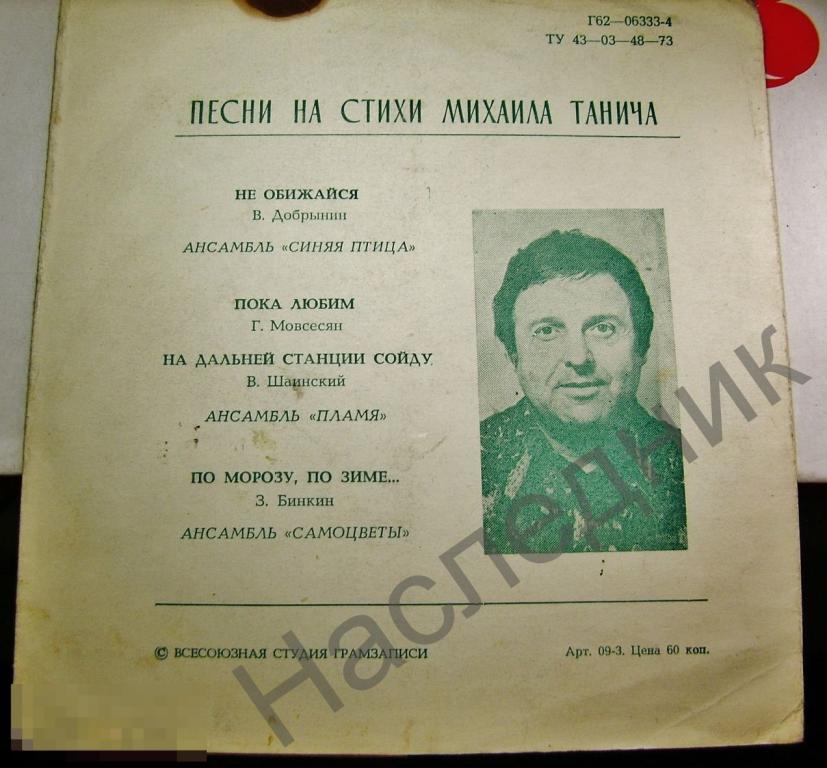 Г62—06333-4
ТУ 43—03—48—73
ПЕСНИ НА СТИХИ МИХАИЛА ТАНИЧА
НЕ ОБИЖАЙСЯ
В. Добрынин
АНСАМБЛЬ «СИНЯЯ ПТИЦА»
ПОКА ЛЮБИМ
Г. Мовсесян
НА ДАЛЬНЕЙ СТАНЦИИ СОЙДУ
В. Шаинский
АНСАМБЛЬ «ПЛАМЯ»
ПО МОРОЗУ, ПО ЗИМЕ...
З. Бинкин
АНСАМБЛЬ «САМОЦВЕТЫ»
© ВСЕСОЮЗНАЯ СТУДИЯ ГРАМЗАПИСИ
Арт. 09-3. Цена 60 коп.
Наследник